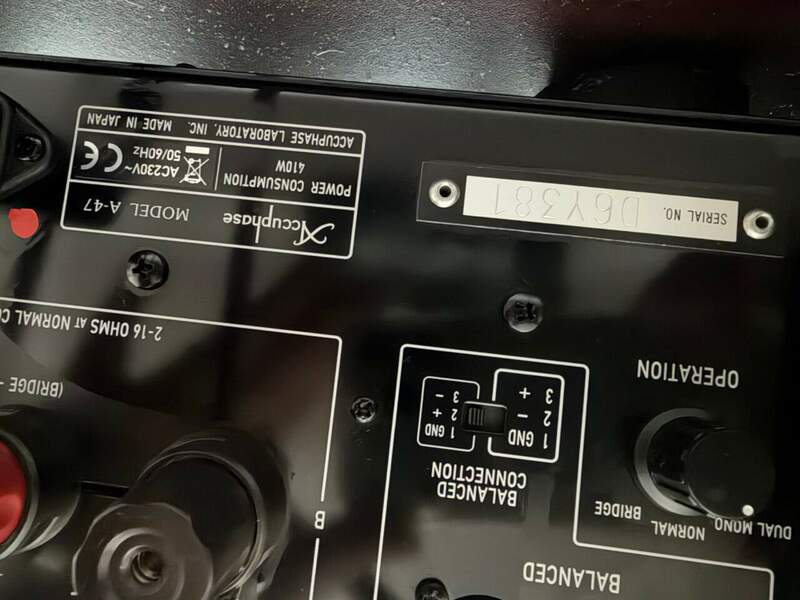 SERIAL NO. D6Y381
Accuphase MODEL A-47
POWER CONSUMPTION
410W
AC230V~
50/60Hz
CE
ACCUPHASE LABORATORY, INC. MADE IN JAPAN
OPERATION
DUAL MONO
NORMAL
BRIDGE
BALANCED
CONNECTION
1 GND
2 −
3 +
1 GND
2 +
3 −
BALANCED
2-16 OHMS AT NORMAL
(BRIDGE
B